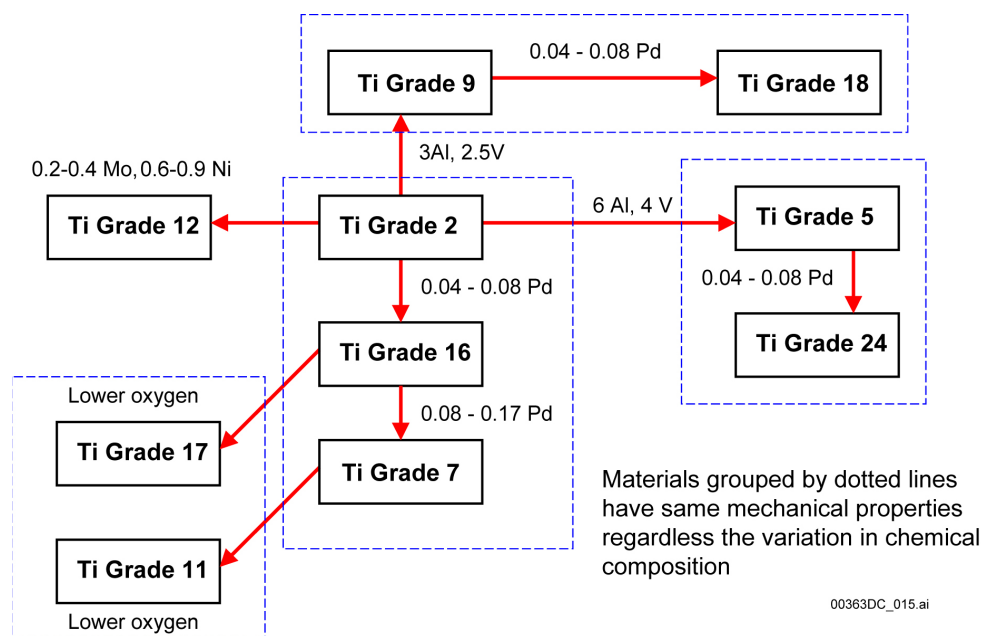 0.04 - 0.08 Pd
Ti Grade 9
Ti Grade 18
3Al, 2.5V
0.2-0.4 Mo, 0.6-0.9 Ni
Ti Grade 12
Ti Grade 2
6 Al, 4 V
Ti Grade 5
0.04 - 0.08 Pd
0.04 - 0.08 Pd
Ti Grade 16
Ti Grade 24
Lower oxygen
0.08 - 0.17 Pd
Ti Grade 17
Ti Grade 7
Materials grouped by dotted lines
have same mechanical properties
regardless the variation in chemical
composition
Ti Grade 11
Lower oxygen
00363DC_015.ai